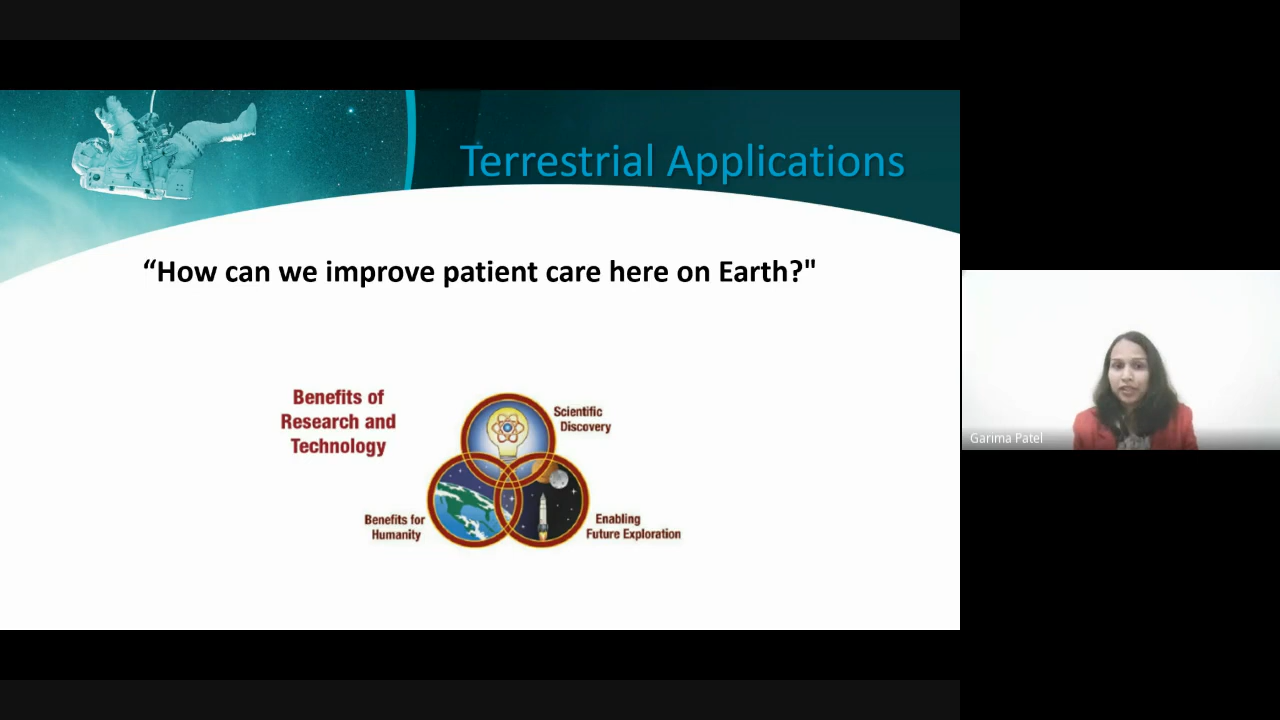 Terrestrial Applications
“How can we improve patient care here on Earth?"
Benefits of
Research and
Technology
Scientific
Discovery
Benefits for
Humanity
Enabling
Future Exploration
Garima Patel